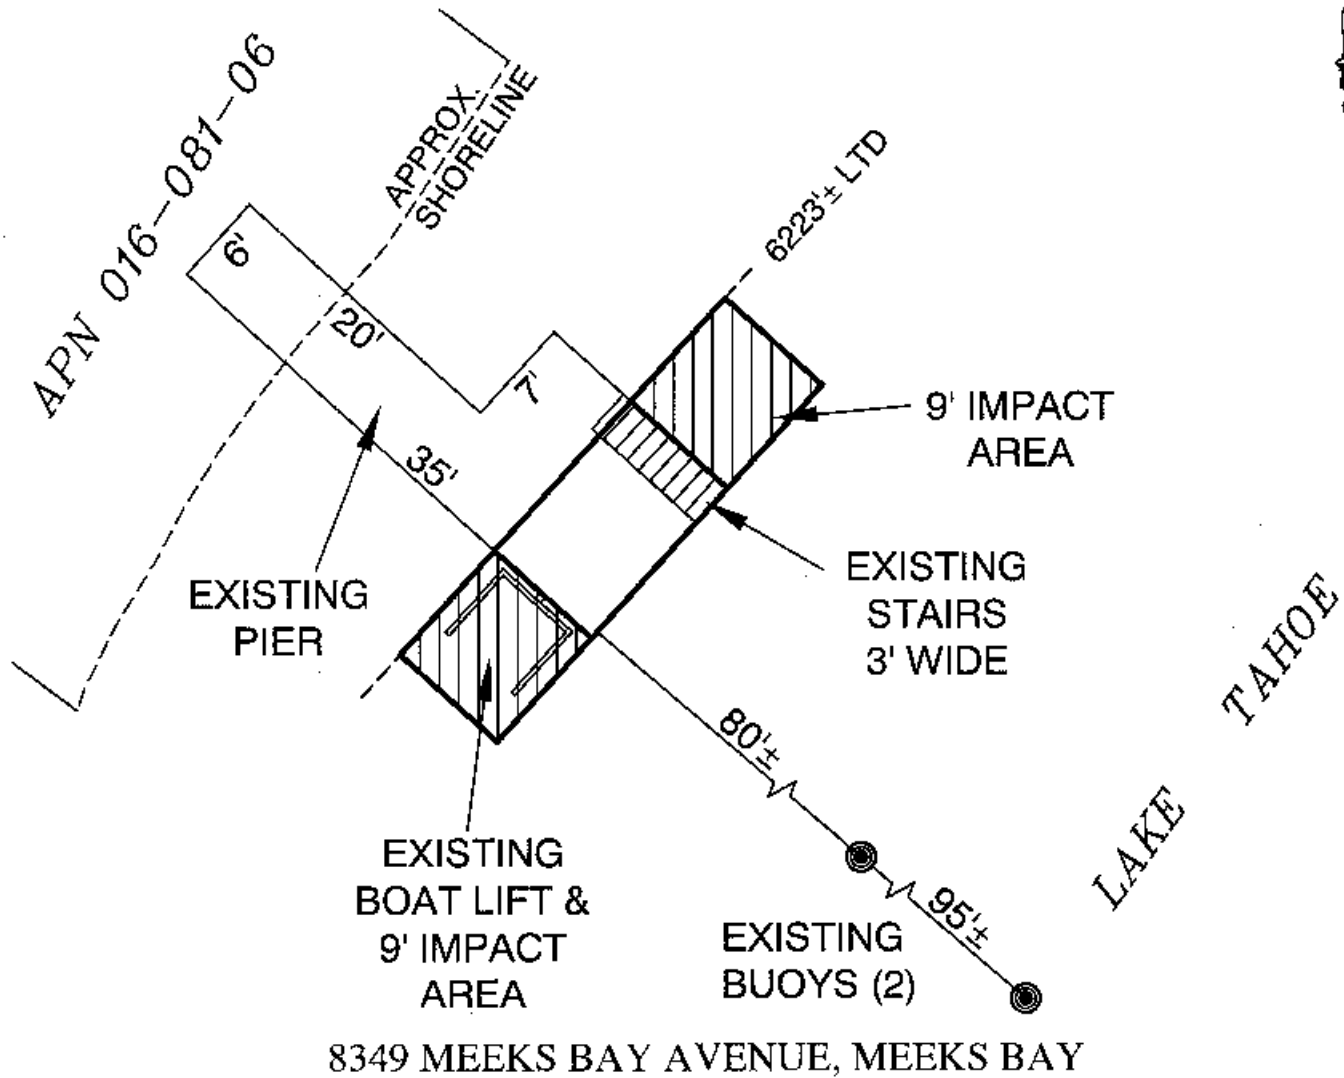 APN 016-081-06
APPROX.
SHORELINE
6223'± LTD
6'
20'
7'
35'
9' IMPACT
AREA
EXISTING
PIER
EXISTING
STAIRS
3' WIDE
LAKE TAHOE
80'±
95'±
EXISTING
BOAT LIFT &
9' IMPACT
AREA
EXISTING
BUOYS (2)
8349 MEEKS BAY AVENUE, MEEKS BAY